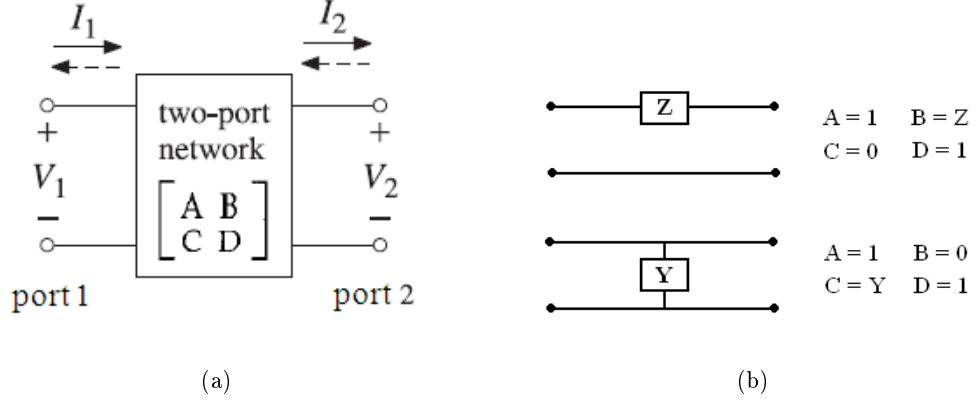 I₁
I₂
+
V₁
−
two-port
network
A B
C D
+
V₂
−
port 1
port 2
(a)
Z
A = 1 B = Z
C = 0 D = 1
Y
A = 1 B = 0
C = Y D = 1
(b)